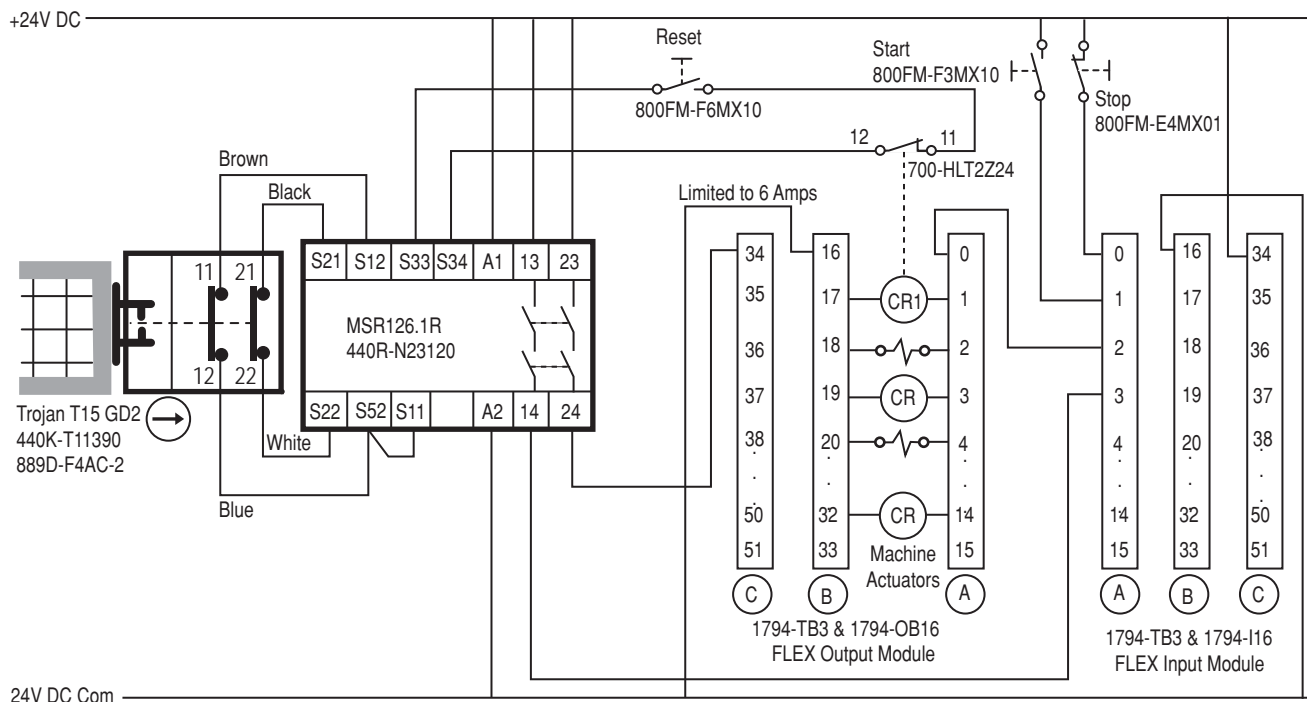 +24V DC
Reset
800FM-F6MX10
Start
800FM-F3MX10
Stop
800FM-E4MX01
12
11
700-HLT2Z24
Brown
Black
Limited to 6 Amps
S21 S12 S33 S34 A1 13 23
11 21
12 22
MSR126.1R
440R-N23120
S22 S52 S11 A2 14 24
Trojan T15 GD2
440K-T11390
889D-F4AC-2
White
Blue
34 16 0
35 17 CR1 1
36 18 2
37 19 CR 3
38 20 4
50 32 CR 14
51 33 15
Machine
Actuators
C B A
1794-TB3 & 1794-OB16
FLEX Output Module
0 16 34
1 17 35
2 18 36
3 19 37
4 20 38
14 32 50
15 33 51
A B C
1794-TB3 & 1794-I16
FLEX Input Module
24V DC Com